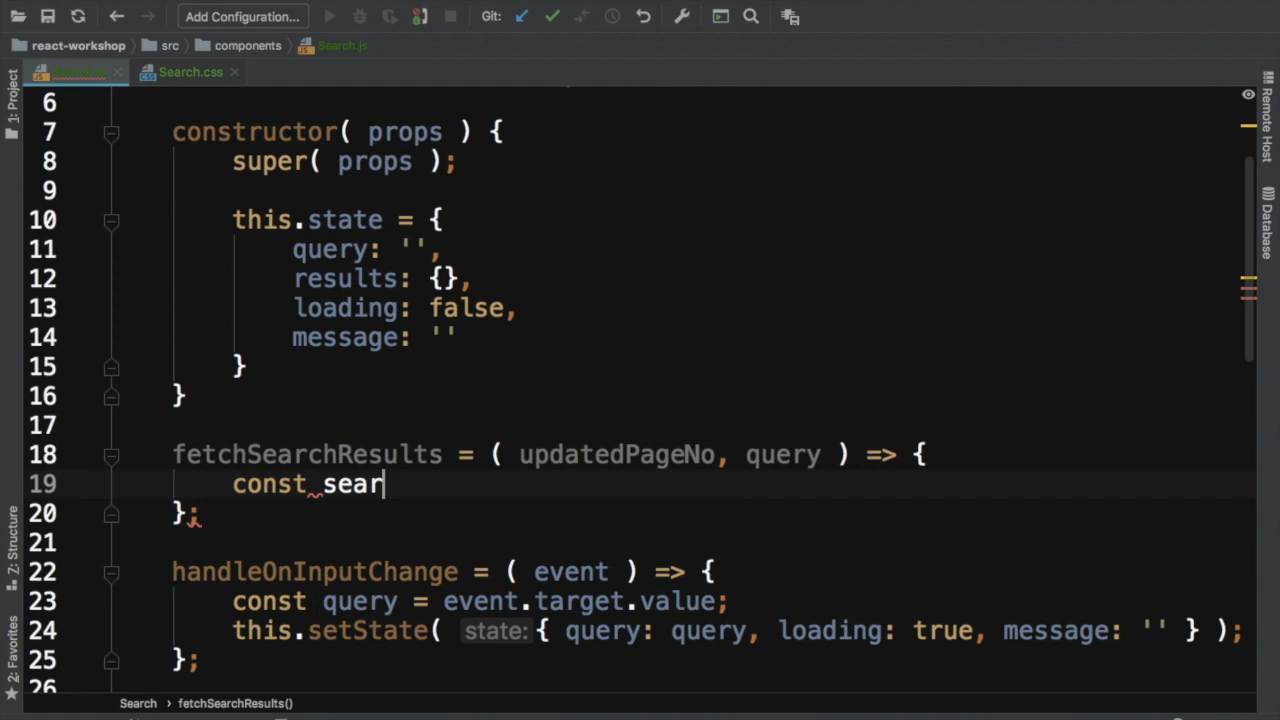 Add Configuration...
Git:
react-workshop
src
components
Search.js
Search.css
1: Project
Z: Structure
2: Favorites
Remote Host
Database
6
7 constructor( props ) {
8 super( props );
9
10 this.state = {
11 query: '',
12 results: {},
13 loading: false,
14 message: ''
15 }
16 }
17
18 fetchSearchResults = ( updatedPageNo, query ) => {
19 const sear
20 };
21
22 handleOnInputChange = ( event ) => {
23 const query = event.target.value;
24 this.setState( state: { query: query, loading: true, message: '' } );
25 };
26
Search › fetchSearchResults()